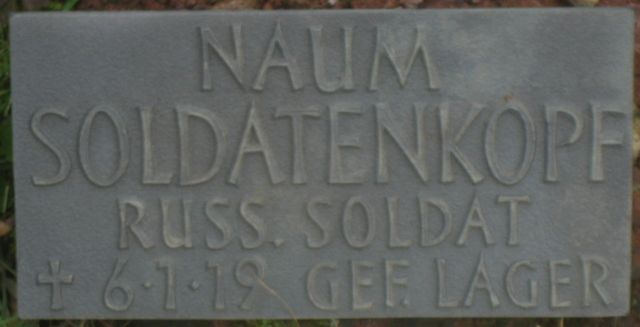 NAUM
SOLDATENKOPF
RUSS. SOLDAT
† 6·1·19 GEF. LAGER